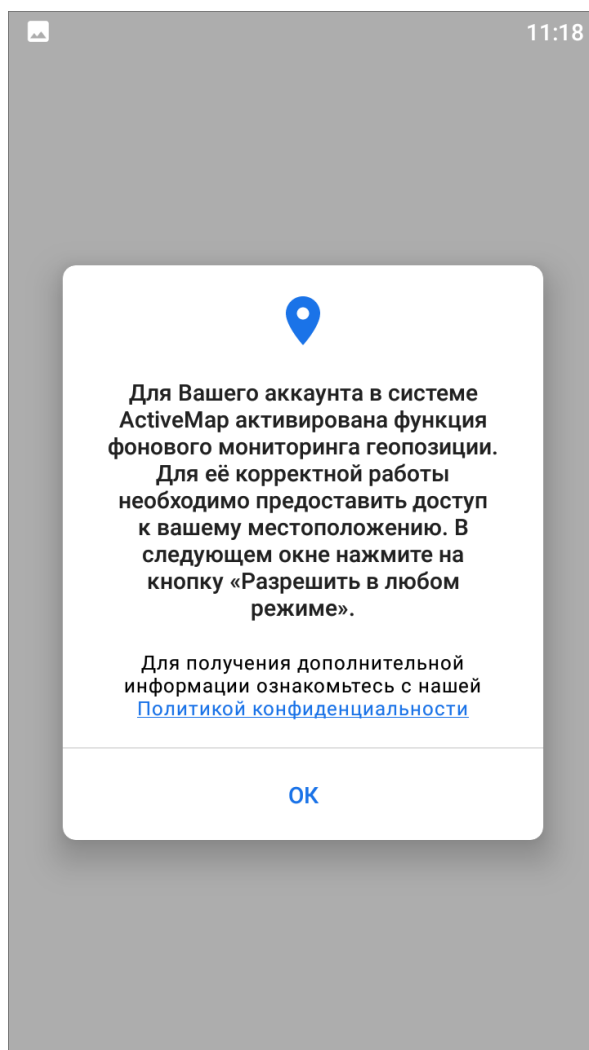 11:18
Для Вашего аккаунта в системе
ActiveMap активирована функция
фонового мониторинга геопозиции.
Для её корректной работы
необходимо предоставить доступ
к вашему местоположению. В
следующем окне нажмите на
кнопку «Разрешить в любом
режиме».
Для получения дополнительной
информации ознакомьтесь с нашей
Политикой конфиденциальности
ОК